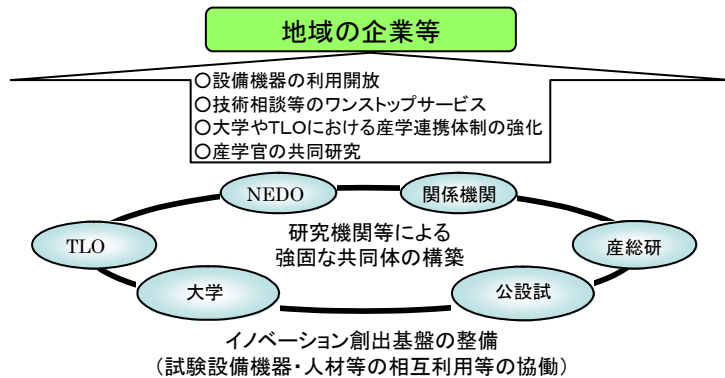 地域の企業等
○設備機器の利用開放
○技術相談等のワンストップサービス
○大学やTLOにおける産学連携体制の強化
○産学官の共同研究
NEDO
関係機関
TLO
研究機関等による
強固な共同体の構築
産総研
大学
公設試
イノベーション創出基盤の整備
(試験設備機器・人材等の相互利用等の協働)